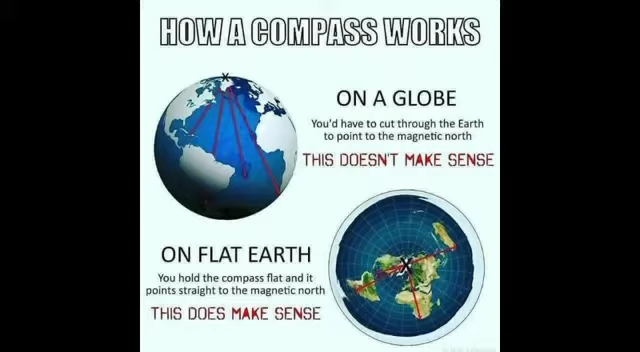 HOW A COMPASS WORKS
X
ON A GLOBE
You'd have to cut through the Earth
to point to the magnetic north
THIS DOESN'T MAKE SENSE
ON FLAT EARTH
You hold the compass flat and it
points straight to the magnetic north
THIS DOES MAKE SENSE
X